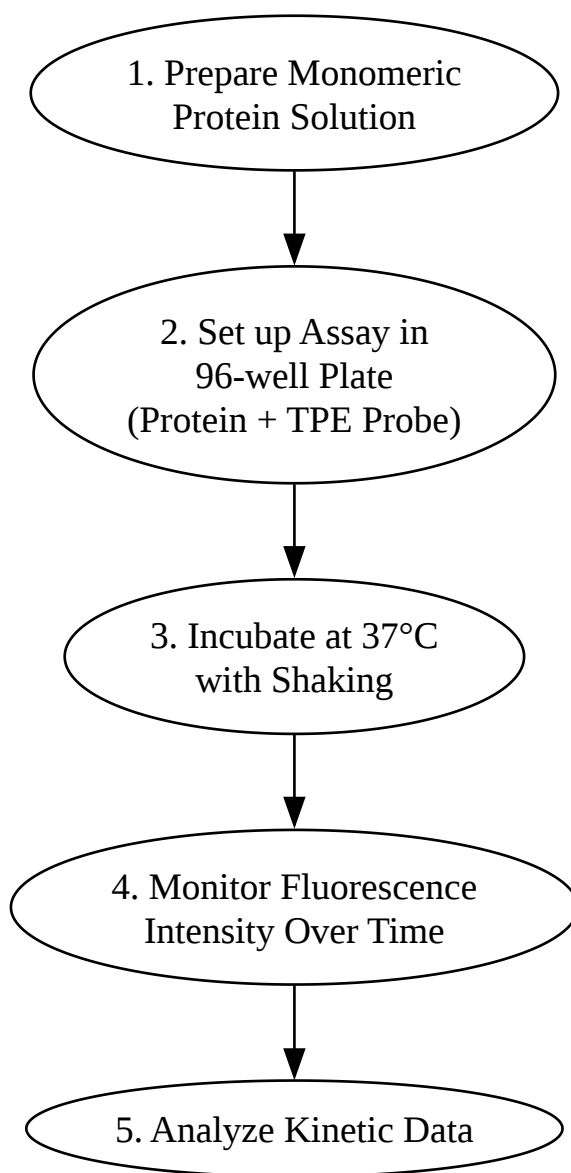 1. Prepare Monomeric
Protein Solution
2. Set up Assay in
96-well Plate
(Protein + TPE Probe)
3. Incubate at 37°C
with Shaking
4. Monitor Fluorescence
Intensity Over Time
5. Analyze Kinetic Data